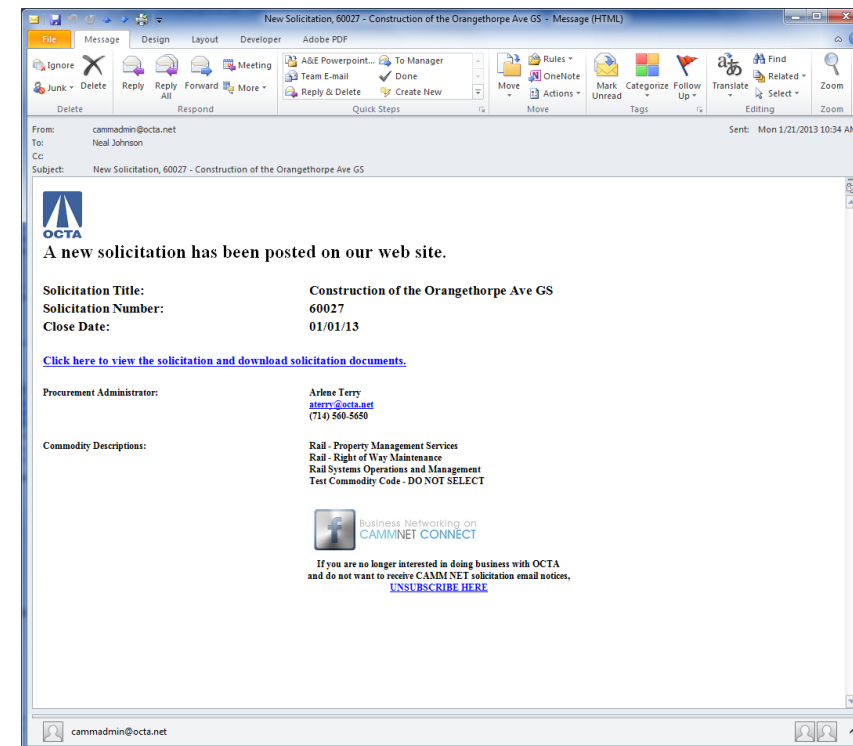 New Solicitation, 60027 - Construction of the Orangethorpe Ave GS - Message (HTML)
File Message Design Layout Developer Adobe PDF
Ignore
Junk
Delete
Reply
Reply All
Forward
Meeting
More
A&E Powerpoint...
Team E-mail
Reply & Delete
To Manager
Done
Create New
Move
Rules
OneNote
Actions
Mark Unread
Categorize
Follow Up
Translate
Find
Related
Select
Zoom
Delete Respond Quick Steps Move Tags Editing Zoom
From: cammadmin@octa.net Sent: Mon 1/21/2013 10:34 AM
To: Neal Johnson
Cc:
Subject: New Solicitation, 60027 - Construction of the Orangethorpe Ave GS
OCTA
A new solicitation has been posted on our web site.
Solicitation Title: Construction of the Orangethorpe Ave GS
Solicitation Number: 60027
Close Date: 01/01/13
Click here to view the solicitation and download solicitation documents.
Procurement Administrator: Arlene Terry
aterry@octa.net
(714) 560-5650
Commodity Descriptions: Rail - Property Management Services
Rail - Right of Way Maintenance
Rail Systems Operations and Management
Test Commodity Code - DO NOT SELECT
f
Business Networking on
CAMMNET CONNECT
If you are no longer interested in doing business with OCTA
and do not want to receive CAMM NET solicitation email notices,
UNSUBSCRIBE HERE
cammadmin@octa.net